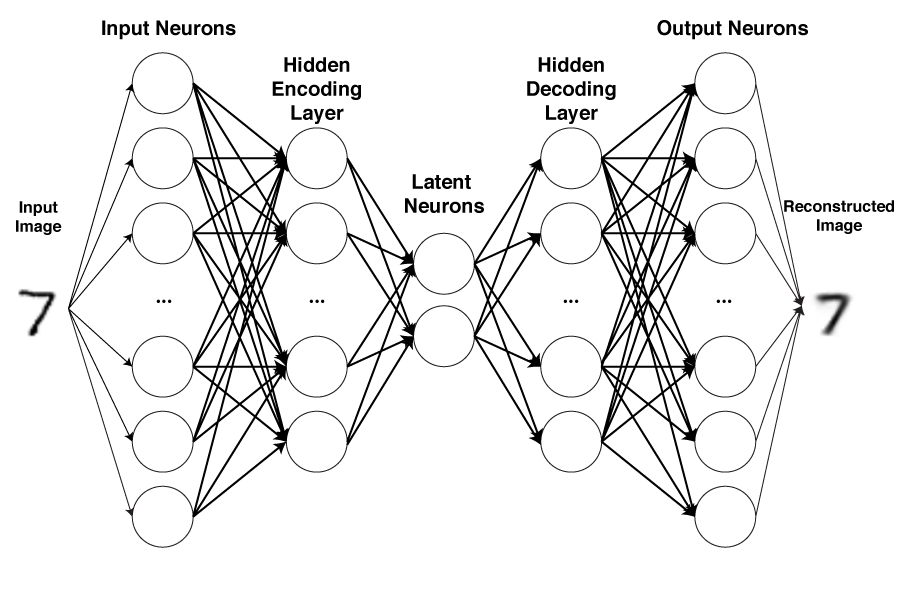 Input Neurons
Output Neurons
Hidden
Encoding
Layer
Hidden
Decoding
Layer
Latent
Neurons
Input
Image
Reconstructed
Image
...
...
...
...
7
7